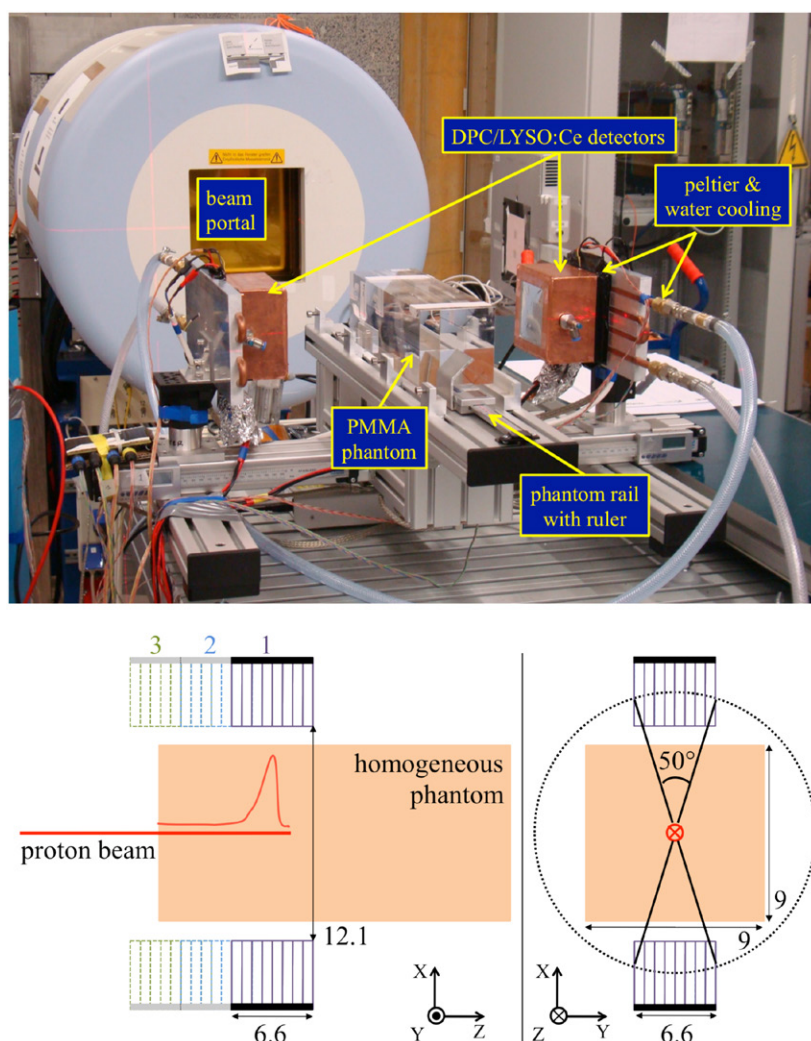 DPC/LYSO:Ce detectors
beam
portal
peltier &
water cooling
PMMA
phantom
phantom rail
with ruler
3 2 1
homogeneous
phantom
proton beam
12.1
X
Y Z
6.6
50°
9
9
X
Z Y
6.6